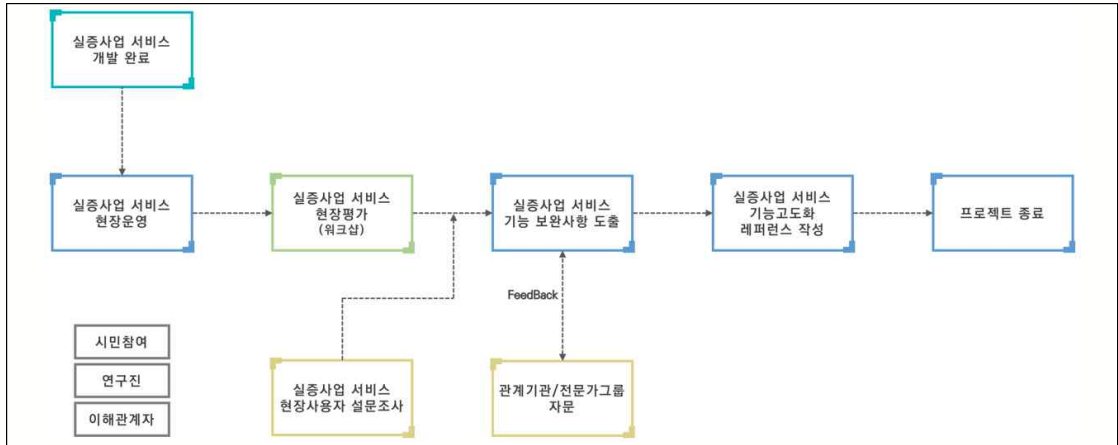 실증사업 서비스
개발 완료
실증사업 서비스
현장운영
실증사업 서비스
현장평가
(워크샵)
실증사업 서비스
기능 보완사항 도출
실증사업 서비스
기능고도화
레퍼런스 작성
프로젝트 종료
FeedBack
시민참여
연구진
이해관계자
실증사업 서비스
현장사용자 설문조사
관계기관/전문가그룹
자문